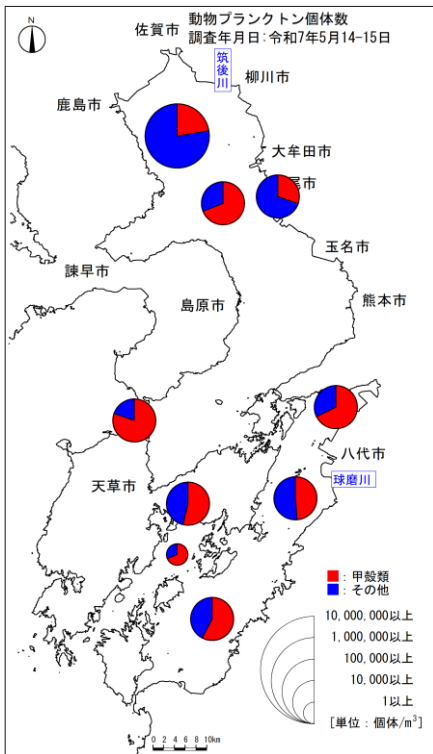 動物プランクトン個体数
調査年月日:令和7年5月14-15日
N
佐賀市
筑後川
柳川市
鹿島市
大牟田市
尾市
玉名市
諫早市
島原市
熊本市
八代市
天草市
球磨川
:甲殻類
:その他
10,000,000以上
1,000,000以上
100,000以上
10,000以上
1以上
[単位:個体/m³]
0 2 4 6 8 10km